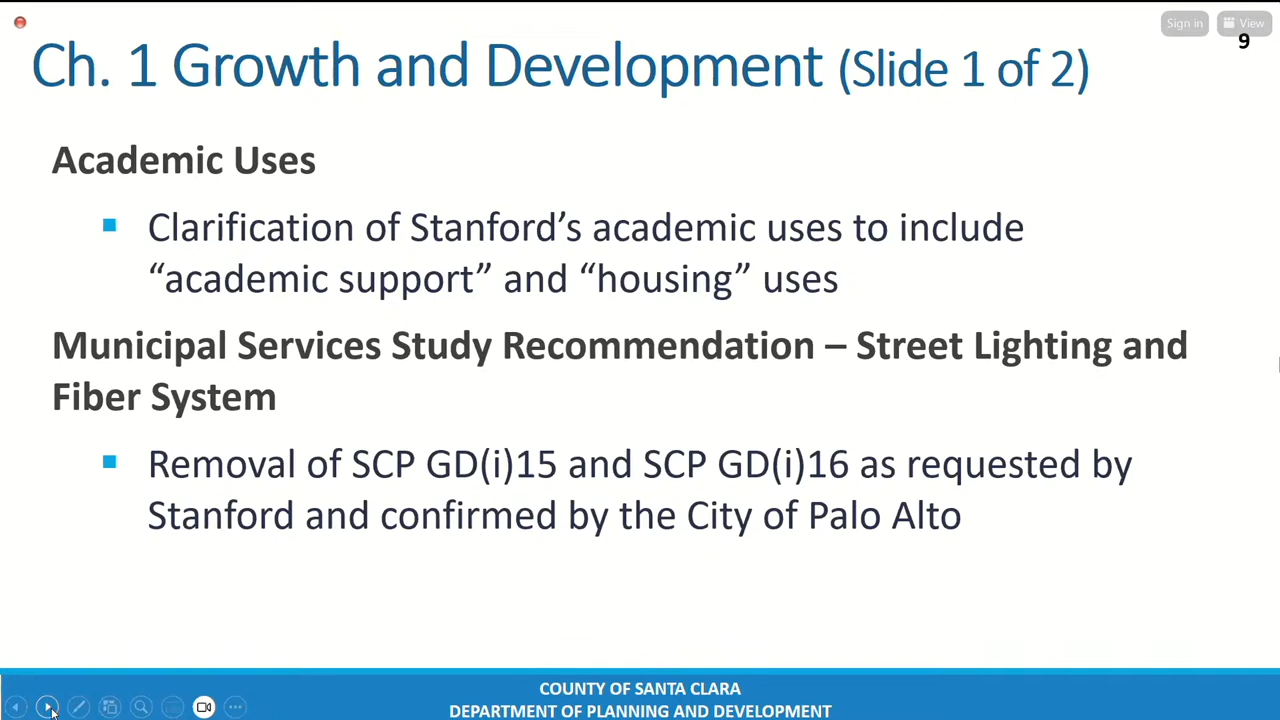 Sign in
View
9
Ch. 1 Growth and Development (Slide 1 of 2)
Academic Uses
Clarification of Stanford’s academic uses to include
“academic support” and “housing” uses
Municipal Services Study Recommendation – Street Lighting and
Fiber System
Removal of SCP GD(i)15 and SCP GD(i)16 as requested by
Stanford and confirmed by the City of Palo Alto
COUNTY OF SANTA CLARA
DEPARTMENT OF PLANNING AND DEVELOPMENT